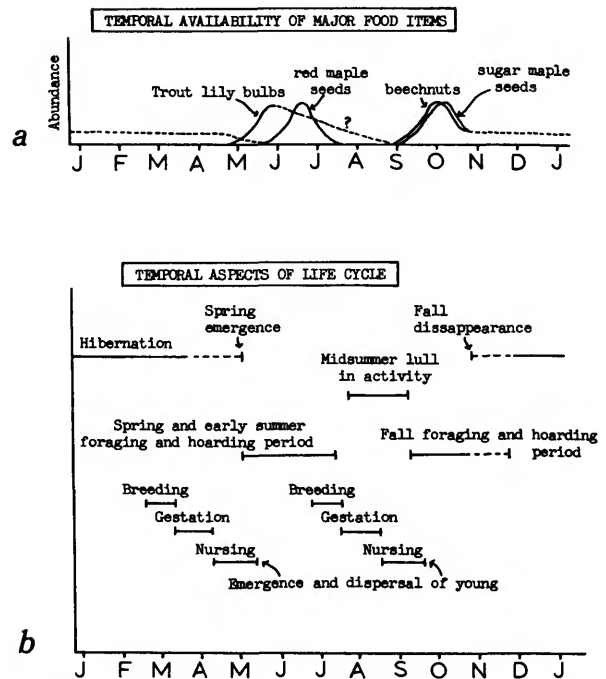 TEMPORAL AVAILABILITY OF MAJOR FOOD ITEMS
Abundance
Trout lily bulbs
red maple
seeds
beechnuts
sugar maple
seeds
?
a
J F M A M J J A S O N D J
TEMPORAL ASPECTS OF LIFE CYCLE
Spring
emergence
Fall
dissappearance
Hibernation
Midsummer lull
in activity
Spring and early summer
foraging and hoarding period
Fall foraging and hoarding
period
Breeding
Breeding
Gestation
Gestation
Nursing
Nursing
Emergence and dispersal of young
b
J F M A M J J A S O N D J